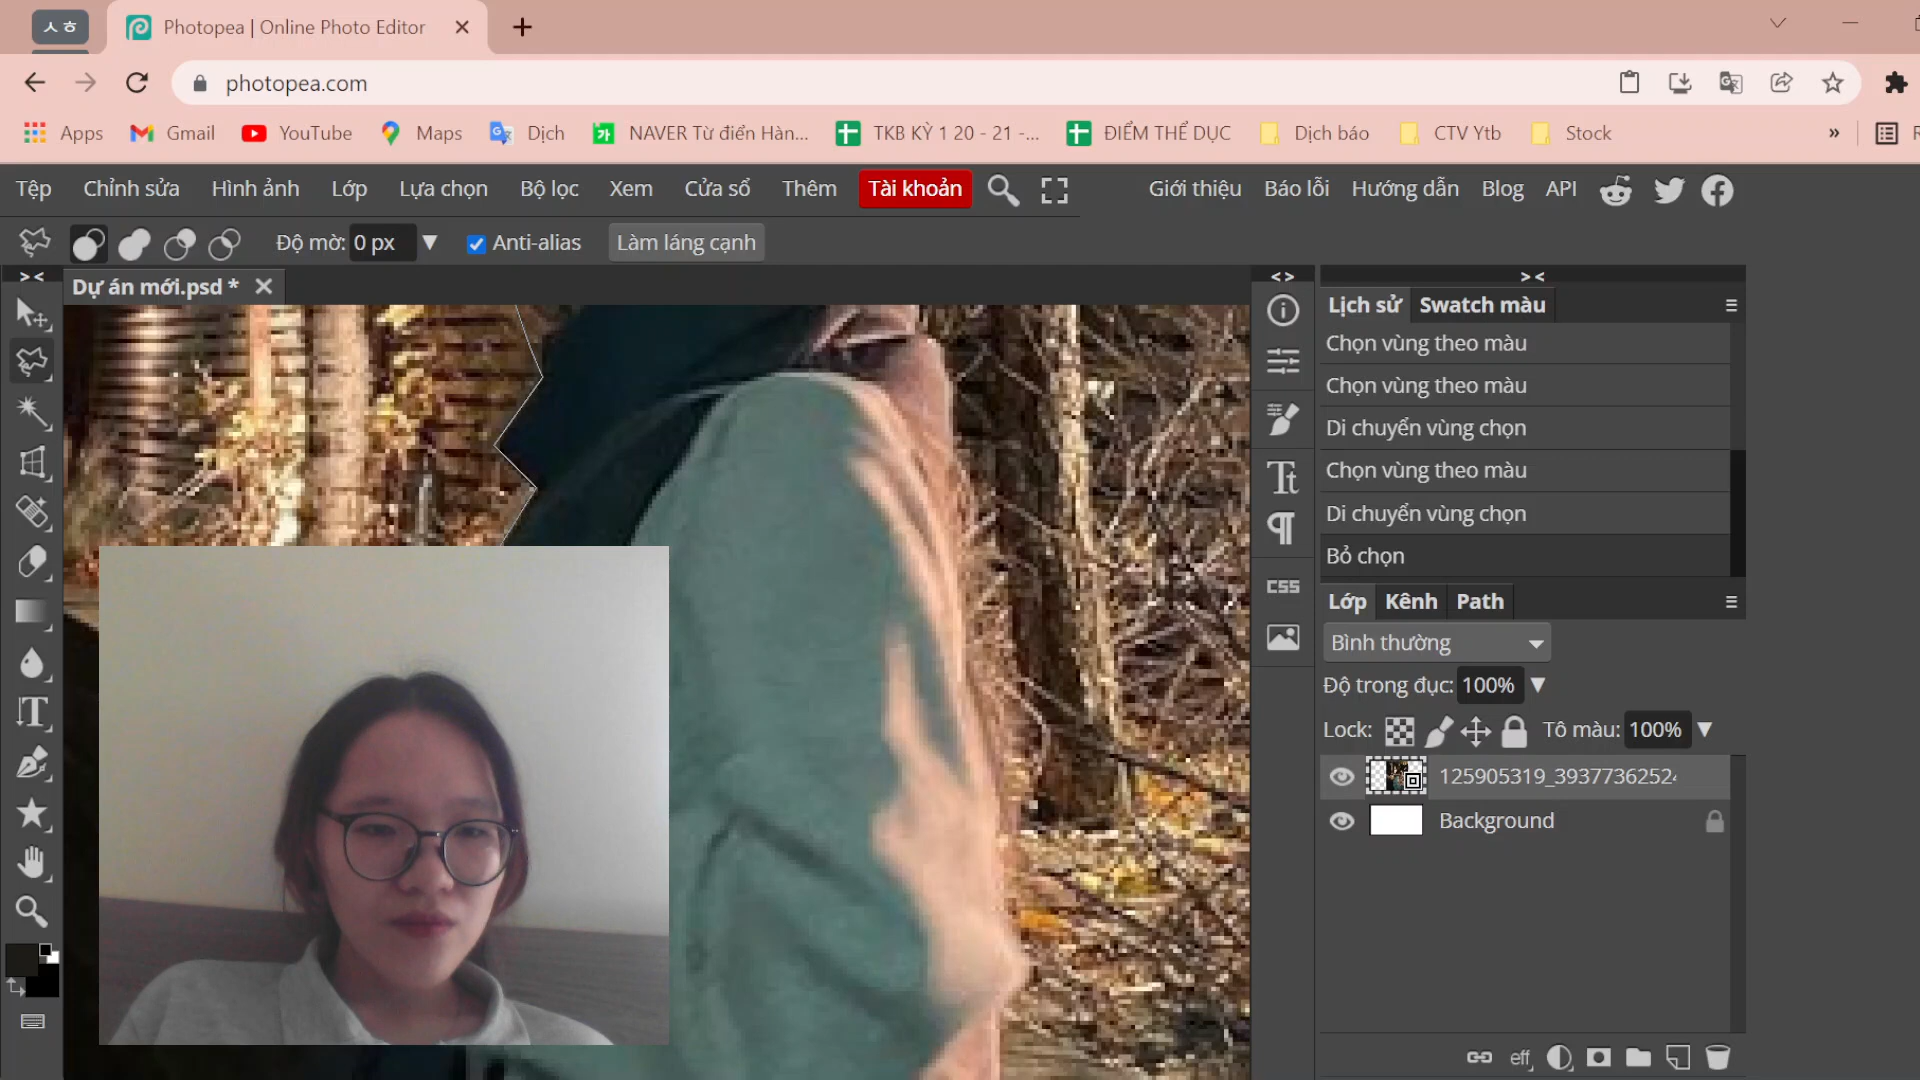 ㅅㅎ
Photopea | Online Photo Editor
photopea.com
Apps Gmail YouTube Maps Dịch NAVER Từ điển Hàn... TKB KỲ 1 20 - 21 -... ĐIỂM THỂ DỤC Dịch báo CTV Ytb Stock »
Tệp Chỉnh sửa Hình ảnh Lớp Lựa chọn Bộ lọc Xem Cửa sổ Thêm Tài khoản Giới thiệu Báo lỗi Hướng dẫn Blog API
Độ mờ: 0 px Anti-alias Làm láng cạnh
Dự án mới.psd *
Lịch sử Swatch màu
Chọn vùng theo màu
Chọn vùng theo màu
Di chuyển vùng chọn
Chọn vùng theo màu
Di chuyển vùng chọn
Bỏ chọn
CSS
Lớp Kênh Path
Bình thường
Độ trong đục: 100%
Lock: Tô màu: 100%
125905319_3937736252
Background
eff